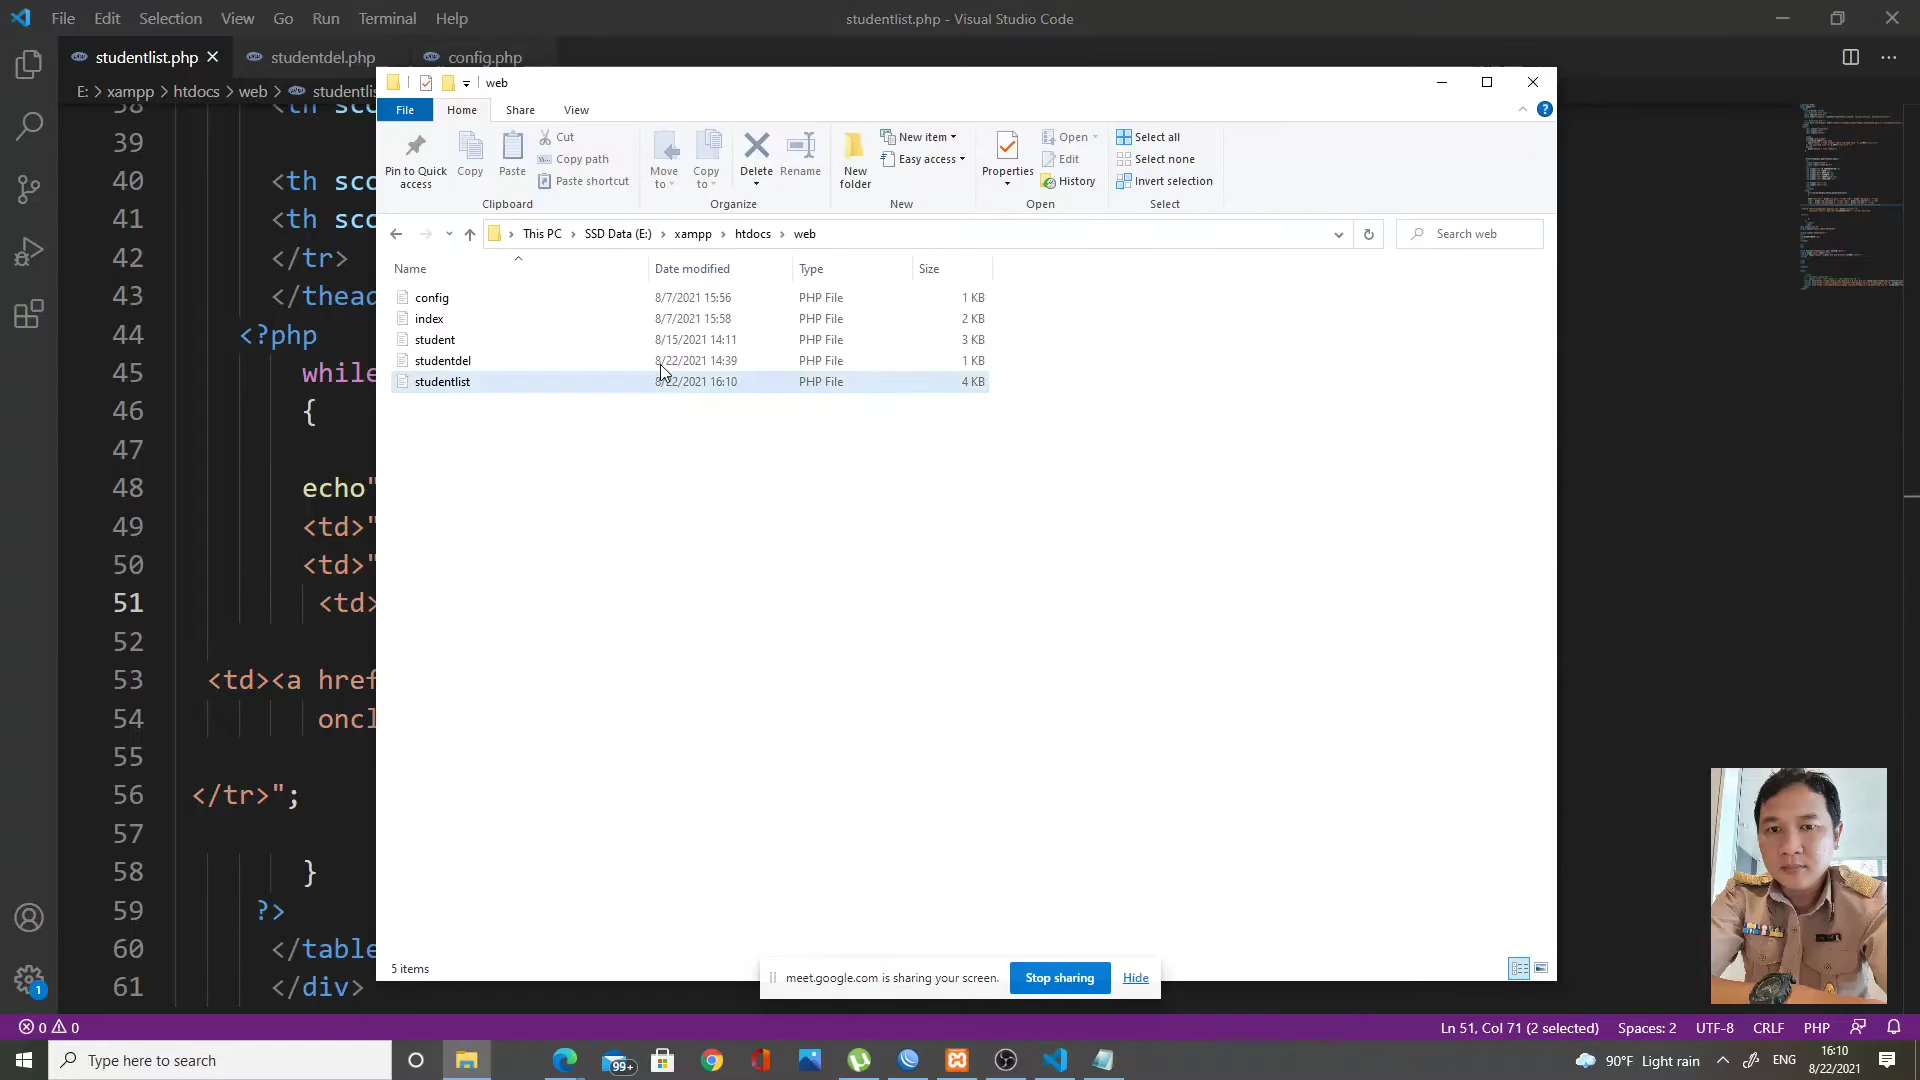 File Edit Selection View Go Run Terminal Help
studentlist.php - Visual Studio Code
studentlist.php studentdel.php config.php
E: > xampp > htdocs > web > studentlis
38 <th sco
39
40 <th sco
41 <th sco
42 </tr>
43 </thead
44 <?php
45 while
46 {
47
48 echo"
49 <td>"
50 <td>"
51 <td>
52
53 <td><a href
54 oncl
55
56 </tr>";
57
58 }
59 ?>
60 </table
61 </div>
web
File Home Share View
Pin to Quick access
Copy
Paste
Cut
Copy path
Paste shortcut
Clipboard
Move to
Copy to
Delete
Rename
Organize
New folder
New item
Easy access
New
Properties
Open
Edit
History
Open
Select all
Select none
Invert selection
Select
This PC > SSD Data (E:) > xampp > htdocs > web
Search web
Name Date modified Type Size
config 8/7/2021 15:56 PHP File 1 KB
index 8/7/2021 15:58 PHP File 2 KB
student 8/15/2021 14:11 PHP File 3 KB
studentdel 8/22/2021 14:39 PHP File 1 KB
studentlist 8/22/2021 16:10 PHP File 4 KB
5 items
meet.google.com is sharing your screen. Stop sharing Hide
1
0 0
Ln 51, Col 71 (2 selected) Spaces: 2 UTF-8 CRLF PHP
Type here to search
99+
90°F Light rain
ENG
16:10
8/22/2021